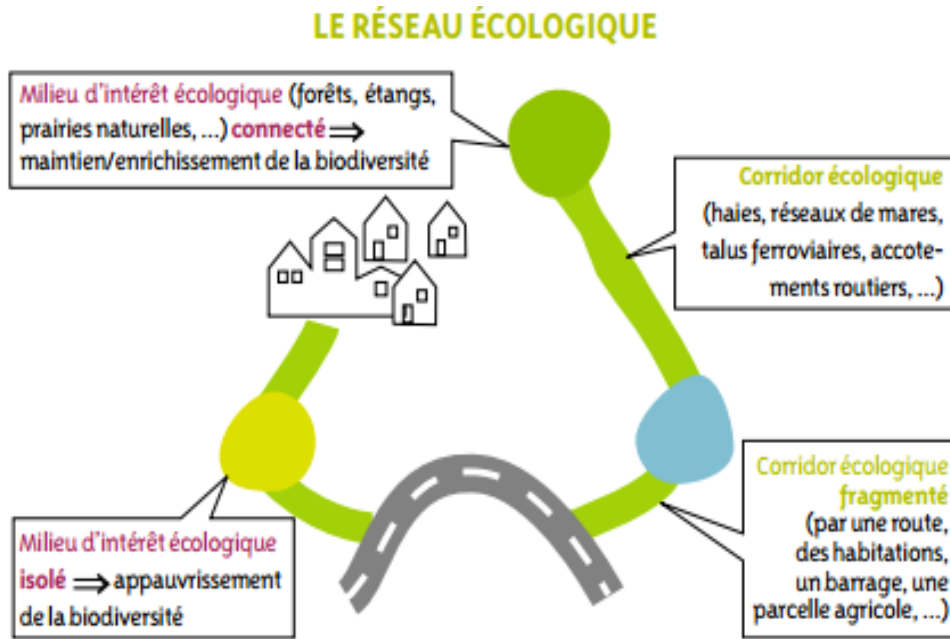 LE RÉSEAU ÉCOLOGIQUE
Milieu d'intérêt écologique (forêts, étangs,
prairies naturelles, ...) connecté ⇒
maintien/enrichissement de la biodiversité
Corridor écologique
(haies, réseaux de mares,
talus ferroviaires, accote-
ments routiers, ...)
Corridor écologique
fragmenté
(par une route,
des habitations,
un barrage, une
parcelle agricole, ...)
Milieu d'intérêt écologique
isolé ⇒ appauvrissement
de la biodiversité